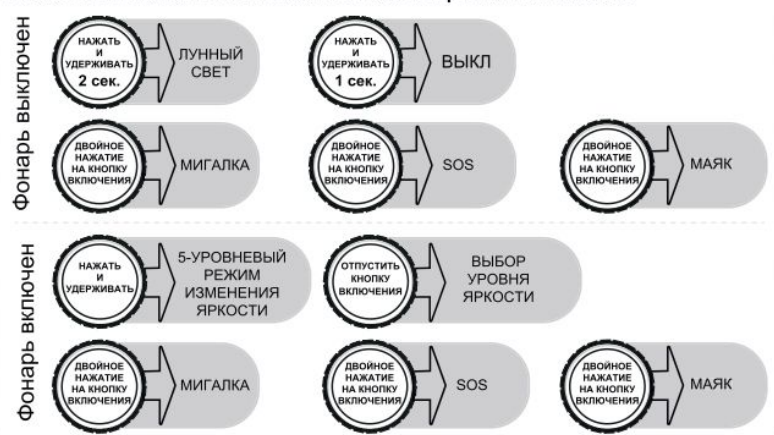 Фонарь выключен
НАЖАТЬ
И
УДЕРЖИВАТЬ
2 сек.
ЛУННЫЙ
СВЕТ
НАЖАТЬ
И
УДЕРЖИВАТЬ
1 сек.
ВЫКЛ
ДВОЙНОЕ
НАЖАТИЕ
НА КНОПКУ
ВКЛЮЧЕНИЯ
МИГАЛКА
ДВОЙНОЕ
НАЖАТИЕ
НА КНОПКУ
ВКЛЮЧЕНИЯ
SOS
ДВОЙНОЕ
НАЖАТИЕ
НА КНОПКУ
ВКЛЮЧЕНИЯ
МАЯК
Фонарь включен
НАЖАТЬ
И
УДЕРЖИВАТЬ
5-УРОВНЕВЫЙ
РЕЖИМ
ИЗМЕНЕНИЯ
ЯРКОСТИ
ОТПУСТИТЬ
КНОПКУ
ВКЛЮЧЕНИЯ
ВЫБОР
УРОВНЯ
ЯРКОСТИ
ДВОЙНОЕ
НАЖАТИЕ
НА КНОПКУ
ВКЛЮЧЕНИЯ
МИГАЛКА
ДВОЙНОЕ
НАЖАТИЕ
НА КНОПКУ
ВКЛЮЧЕНИЯ
SOS
ДВОЙНОЕ
НАЖАТИЕ
НА КНОПКУ
ВКЛЮЧЕНИЯ
МАЯК